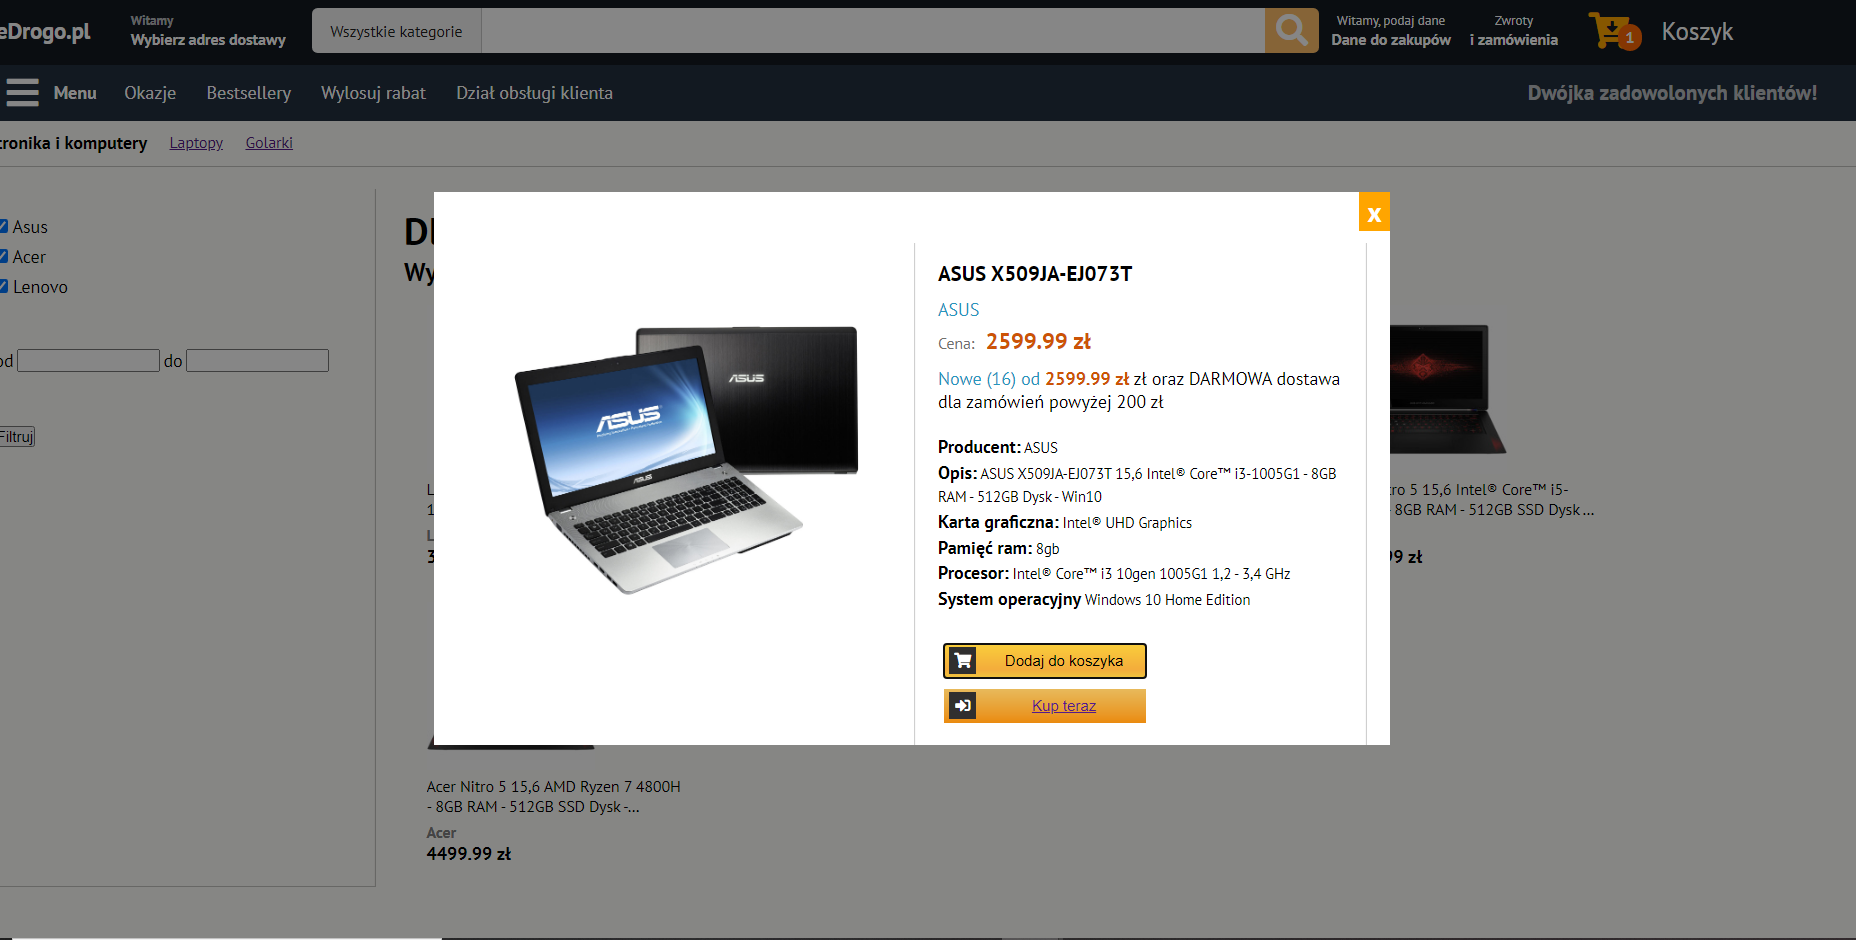 eDrogo.pl
Witamy
Wybierz adres dostawy
Wszystkie kategorie
Witamy, podaj dane
Dane do zakupów
Zwroty
i zamówienia
1
Koszyk
Menu
Okazje
Bestsellery
Wylosuj rabat
Dział obsługi klienta
Dwójka zadowolonych klientów!
tronika i komputery
Laptopy
Golarki
Asus
Acer
Lenovo
od
do
Filtruj
Dl
Wy
x
ASUS
ASUS
ASUS
ASUS X509JA-EJ073T
ASUS
Cena: 2599.99 zł
Nowe (16) od 2599.99 zł zł oraz DARMOWA dostawa
dla zamówień powyżej 200 zł
Producent: ASUS
Opis: ASUS X509JA-EJ073T 15,6 Intel® Core™ i3-1005G1 - 8GB
RAM - 512GB Dysk - Win10
Karta graficzna: Intel® UHD Graphics
Pamięć ram: 8gb
Procesor: Intel® Core™ i3 10gen 1005G1 1,2 - 3,4 GHz
System operacyjny Windows 10 Home Edition
Dodaj do koszyka
Kup teraz
L
1
L
3
ro 5 15,6 Intel® Core™ i5-
8GB RAM - 512GB SSD Dysk ...
99 zł
Acer Nitro 5 15,6 AMD Ryzen 7 4800H
- 8GB RAM - 512GB SSD Dysk -...
Acer
4499.99 zł